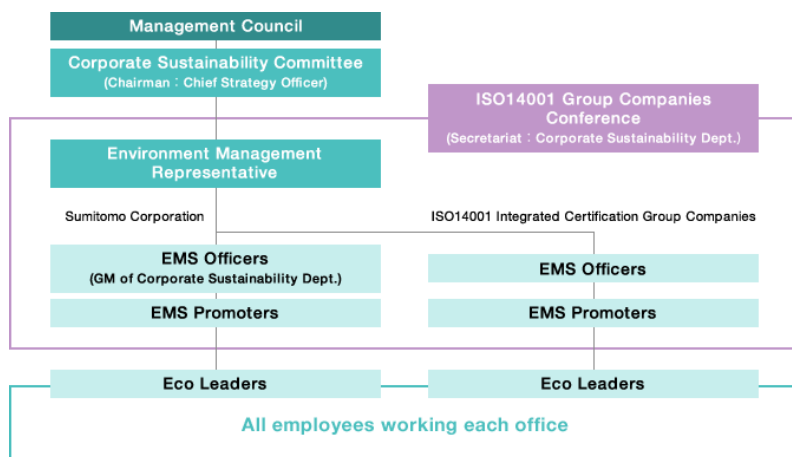 Management Council
Corporate Sustainability Committee
(Chairman：Chief Strategy Officer)
ISO14001 Group Companies
Conference
(Secretariat：Corporate Sustainability Dept.)
Environment Management
Representative
Sumitomo Corporation
ISO14001 Integrated Certification Group Companies
EMS Officers
(GM of Corporate Sustainability Dept.)
EMS Officers
EMS Promoters
EMS Promoters
Eco Leaders
Eco Leaders
All employees working each office